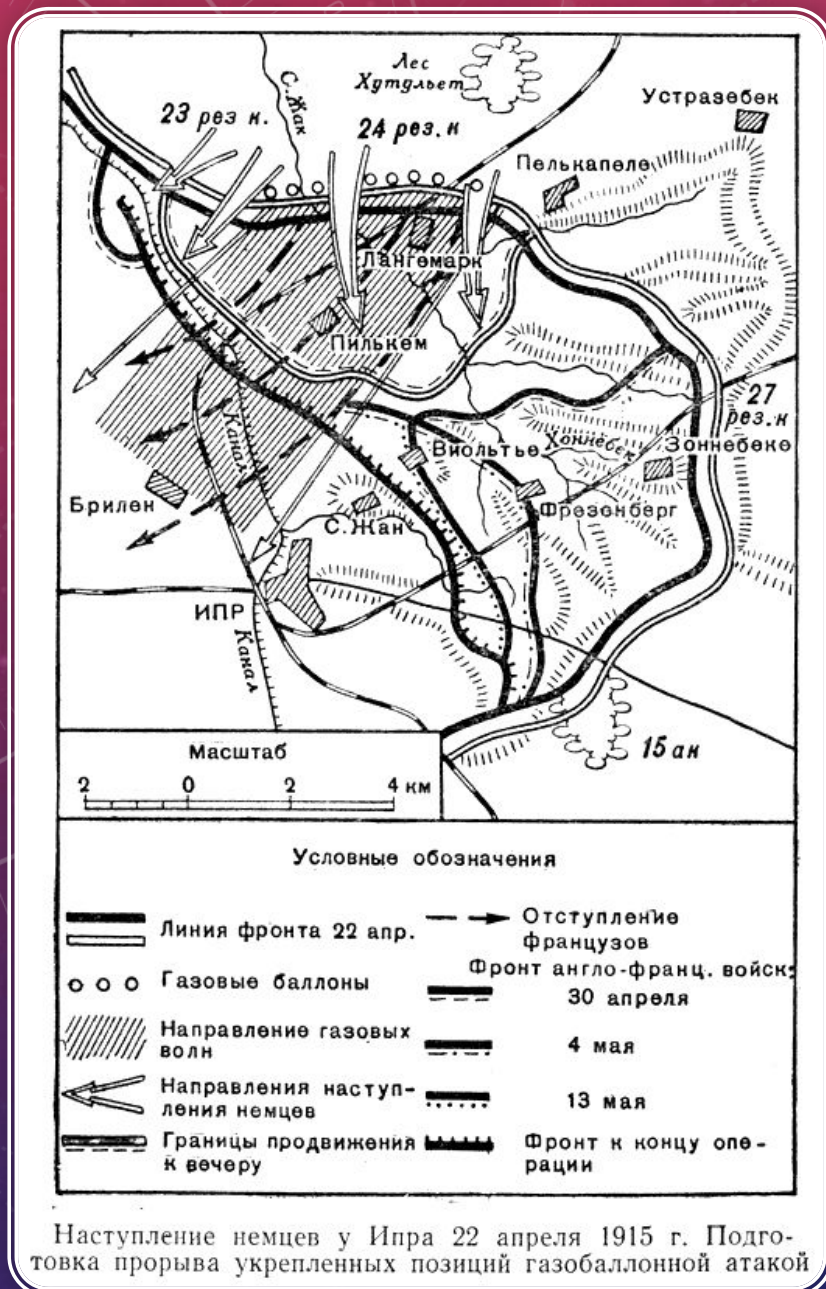 Лес
Хутульст
С. Жак
23 рез к.
24 рез. к
Устразебек
Пелькапеле
Лангемарк
Пилькем
27
рез. к
Виольтье
Ханнебек
Зоннебеке
Канал
Брилен
С. Жан
Фрезенберг
ИПР
Канал
15 ак
Масштаб
2 0 2 4 км
Условные обозначения
Линия фронта 22 апр.
Газовые баллоны
Направление газовых
волн
Направления наступ-
ления немцев
Границы продвижения
к вечеру
Отступление
французов
Фронт англо-франц. войск:
30 апреля
4 мая
13 мая
Фронт к концу опе-
рации
Наступление немцев у Ипра 22 апреля 1915 г. Подго-
товка прорыва укрепленных позиций газобаллонной атакой